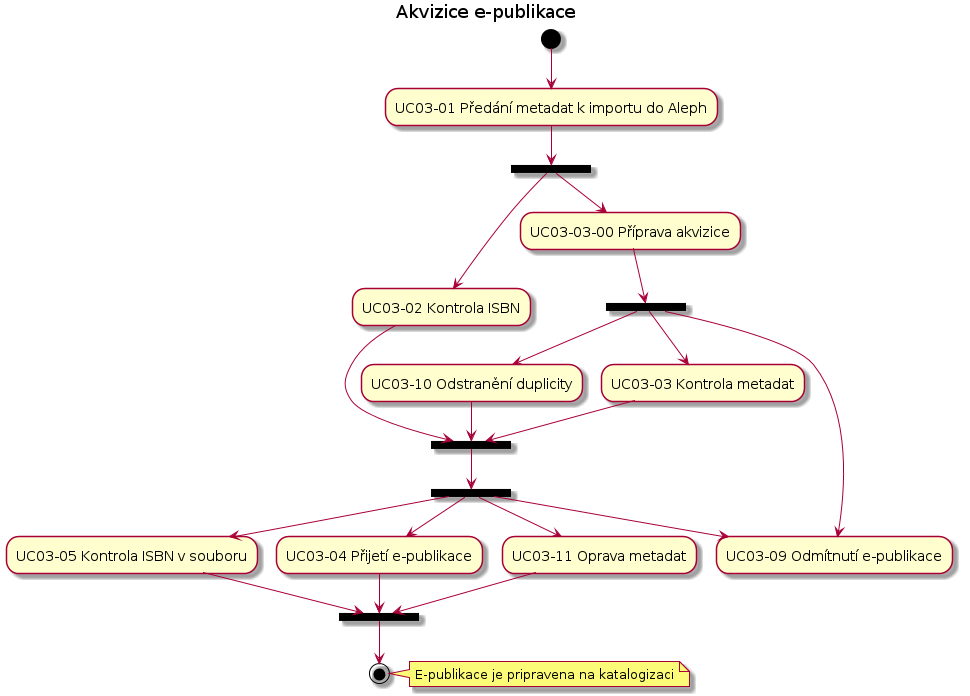 Akvizice e-publikace
UC03-01 Předání metadat k importu do Aleph
UC03-03-00 Příprava akvizice
UC03-02 Kontrola ISBN
UC03-10 Odstranění duplicity
UC03-03 Kontrola metadat
UC03-05 Kontrola ISBN v souboru
UC03-04 Přijetí e-publikace
UC03-11 Oprava metadat
UC03-09 Odmítnutí e-publikace
E-publikace je pripravena na katalogizaci